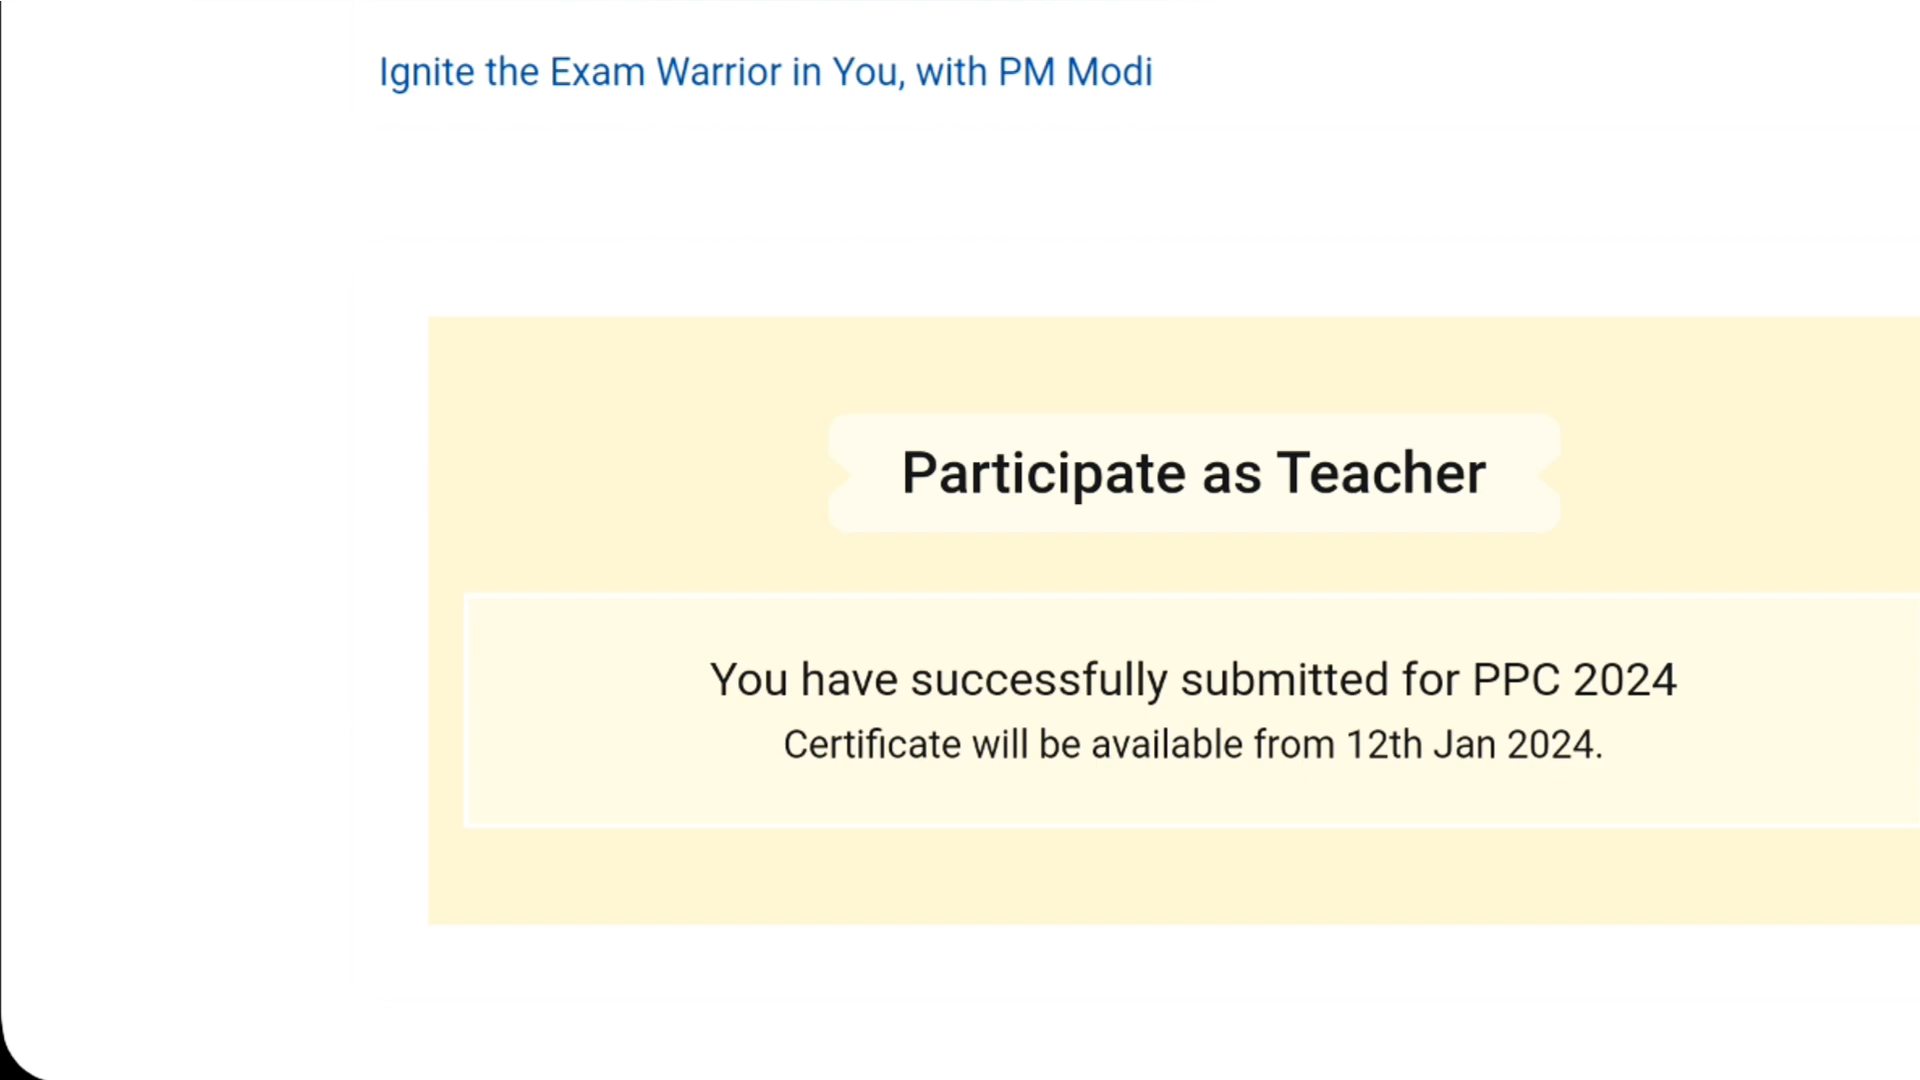 Ignite the Exam Warrior in You, with PM Modi
Participate as Teacher
You have successfully submitted for PPC 2024
Certificate will be available from 12th Jan 2024.